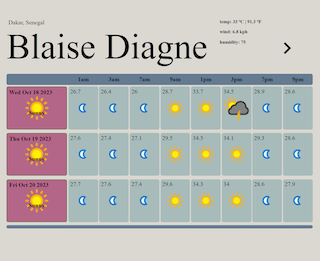 Dakar, Senegal
Blaise Diagne
temp: 33 °C | 91.3 °F
wind: 6.8 kph
humidity: 75
1am 3am 7am 9am 1pm 3pm 7pm 9pm
Wed Oct 18 2023 26.7 26.4 26 28.7 33.7 34.5 28.9 28.6
Thu Oct 19 2023 27.6 27.4 27.1 29.5 34.5 34.1 29.3 28.6
Fri Oct 20 2023 27.7 27.6 27.4 29.6 34.3 34 28.6 27.9